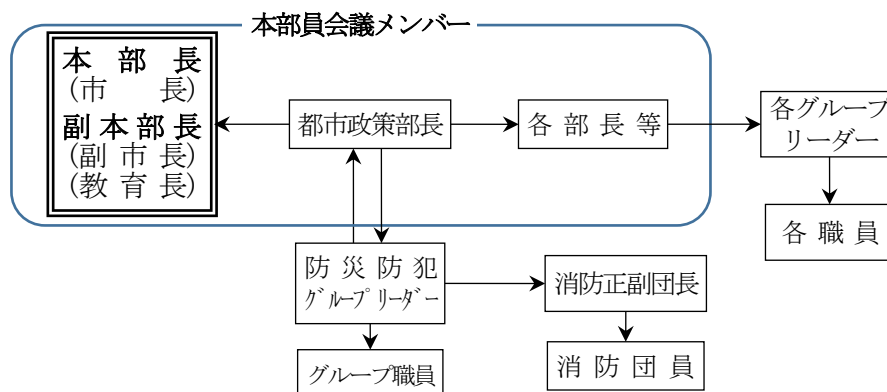 本部員会議メンバー
本部長
(市長)
副本部長
(副市長)
(教育長)
都市政策部長
各部長等
各グループ
リーダー
各職員
防災防犯
グループリーダー
消防正副団長
グループ職員
消防団員